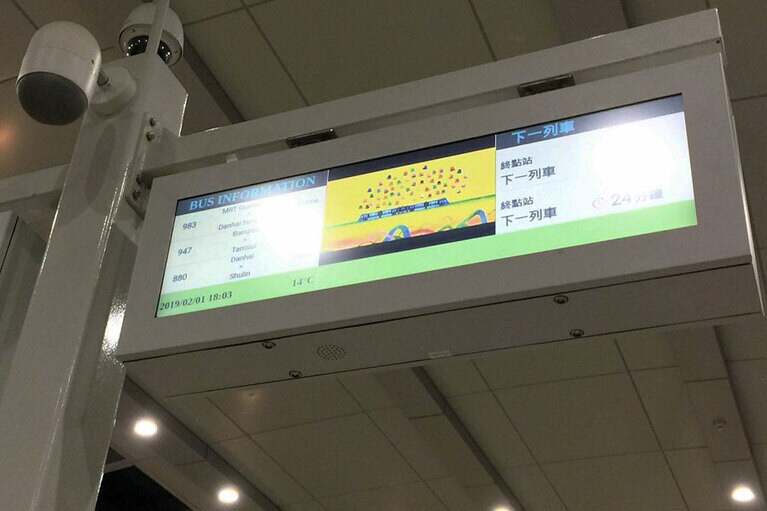 BUS INFORMATION
MRT
983
Danhai
947
Tamsui
Danhai
880
Shulin
2019/02/01 18:03
14°C
下一列車
終點站
下一列車
終點站
下一列車
24分鐘